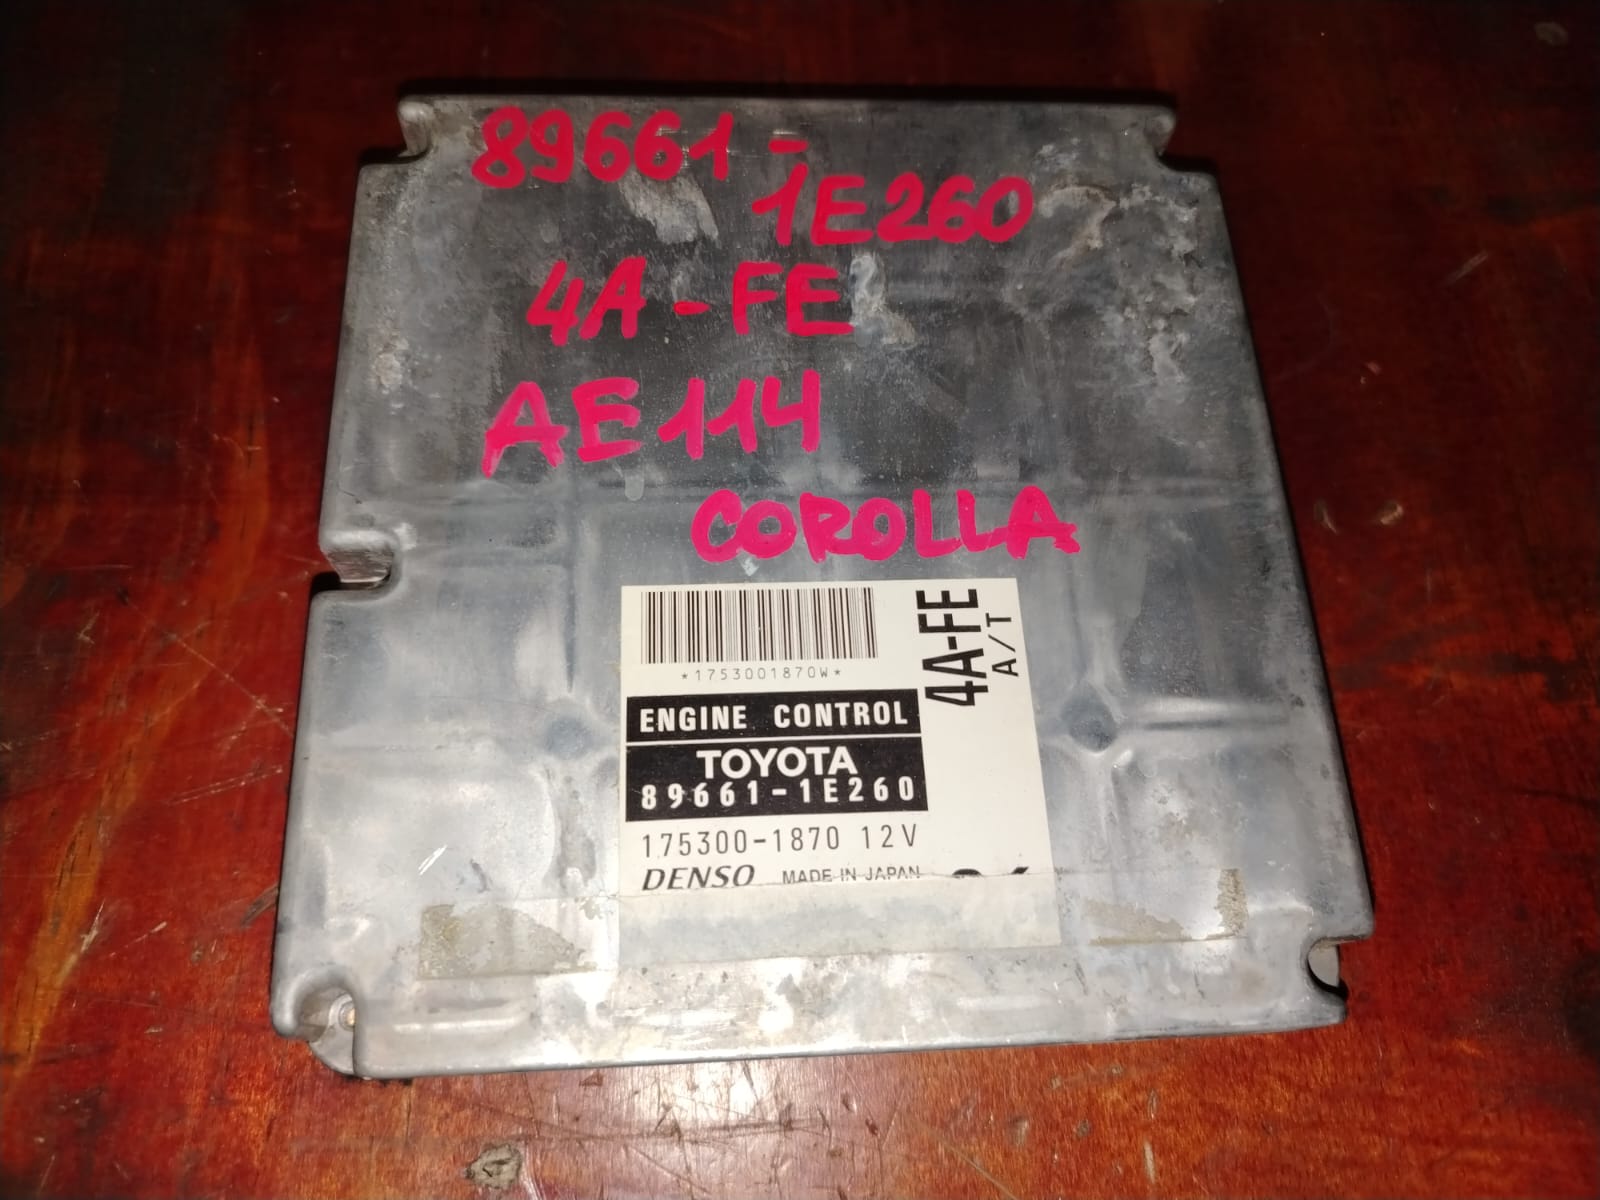 89661-
1E260
4A-FE
AE114
COROLLA
*1753001870W*
4A-FE
A/T
ENGINE CONTROL
TOYOTA
89661-1E260
175300-1870 12V
DENSO MADE IN JAPAN